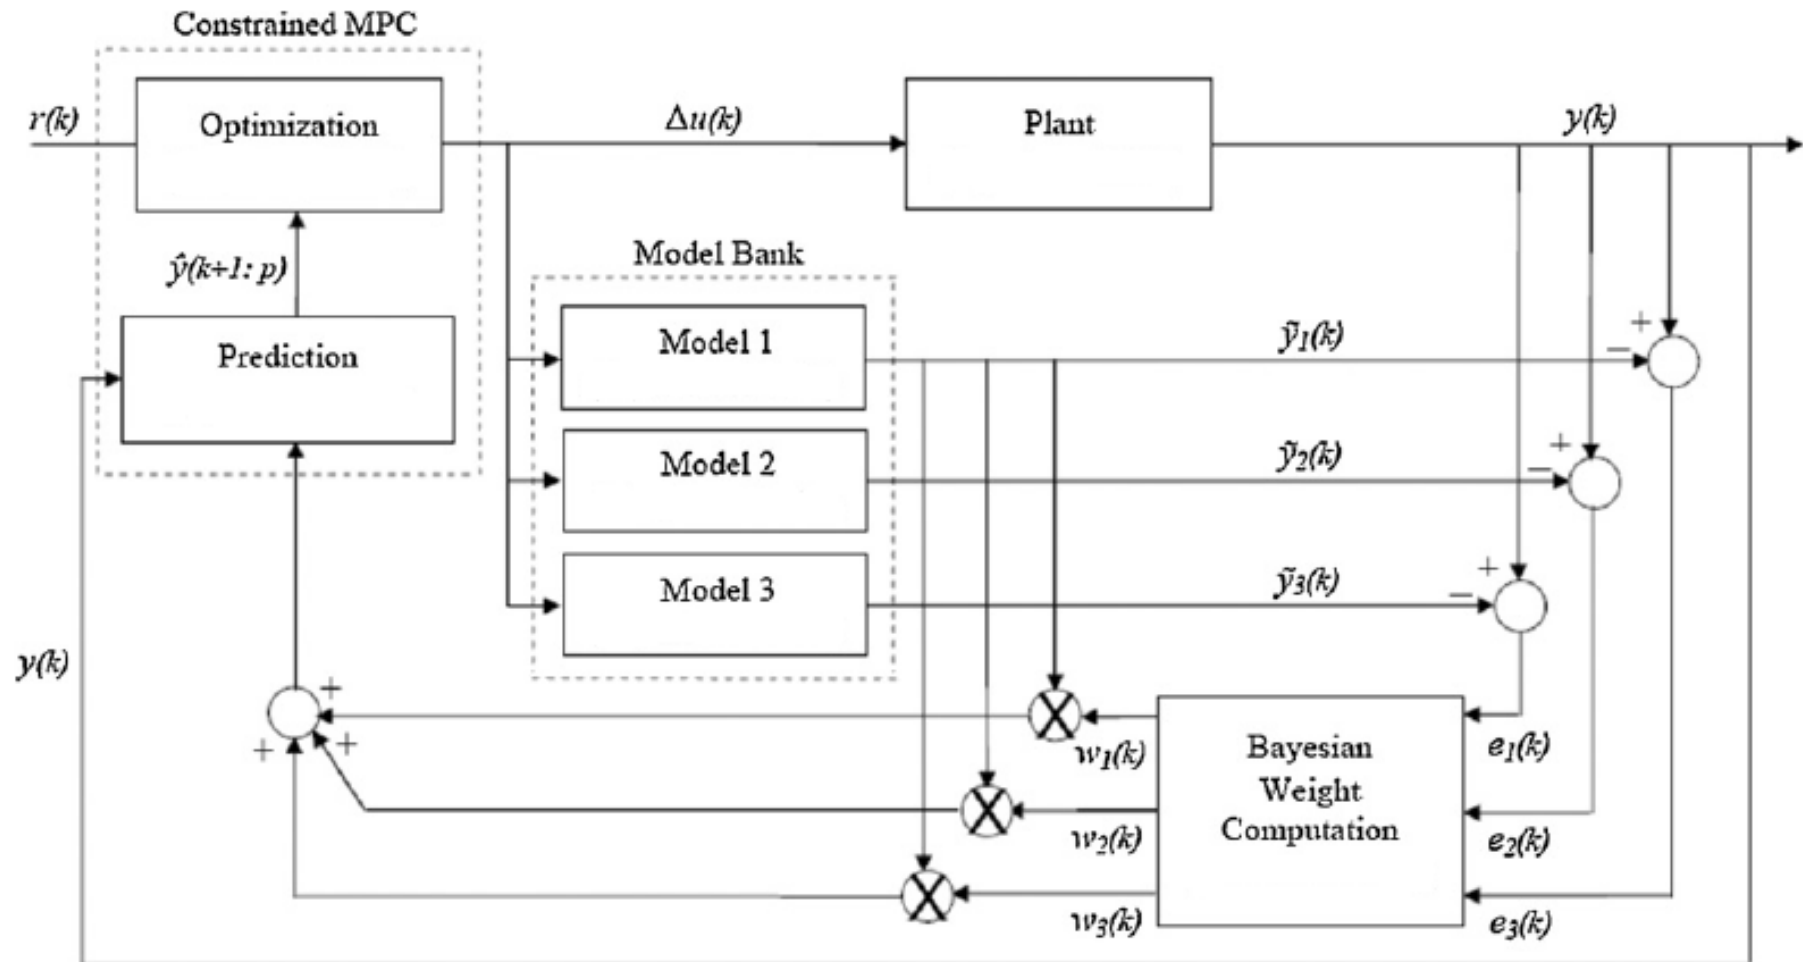 Constrained MPC
r(k)
Optimization
Δu(k)
Plant
y(k)
ŷ(k+1: p)
Model Bank
Prediction
Model 1
ỹ1(k)
+
−
Model 2
ỹ2(k)
+
−
Model 3
ỹ3(k)
+
−
y(k)
+
+
+
w1(k)
w2(k)
w3(k)
Bayesian
Weight
Computation
e1(k)
e2(k)
e3(k)